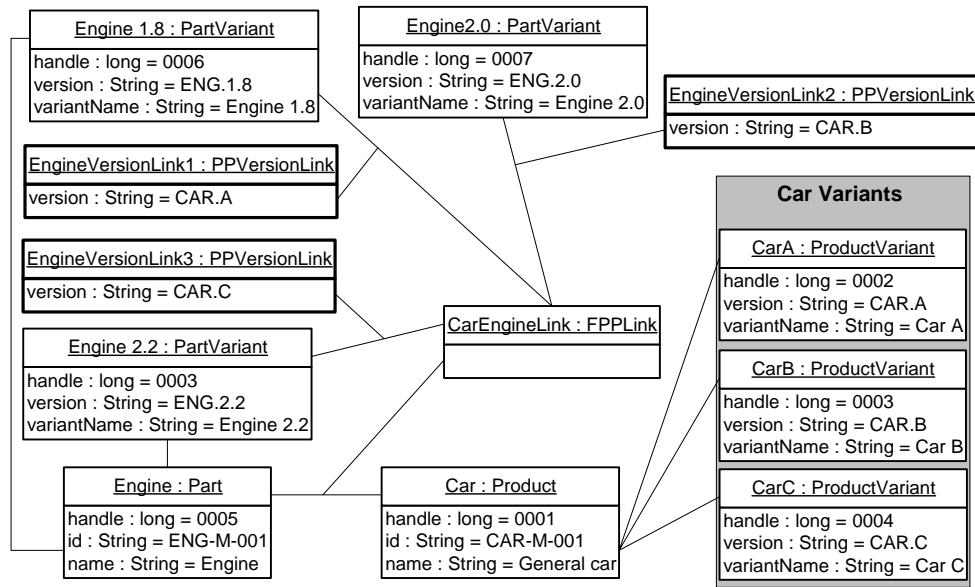 Engine 1.8 : PartVariant
handle : long = 0006
version : String = ENG.1.8
variantName : String = Engine 1.8
Engine2.0 : PartVariant
handle : long = 0007
version : String = ENG.2.0
variantName : String = Engine 2.0
EngineVersionLink2 : PPVersionLink
version : String = CAR.B
EngineVersionLink1 : PPVersionLink
version : String = CAR.A
EngineVersionLink3 : PPVersionLink
version : String = CAR.C
Car Variants
CarA : ProductVariant
handle : long = 0002
version : String = CAR.A
variantName : String = Car A
CarEngineLink : FPPLink
Engine 2.2 : PartVariant
handle : long = 0003
version : String = ENG.2.2
variantName : String = Engine 2.2
CarB : ProductVariant
handle : long = 0003
version : String = CAR.B
variantName : String = Car B
Engine : Part
handle : long = 0005
id : String = ENG-M-001
name : String = Engine
Car : Product
handle : long = 0001
id : String = CAR-M-001
name : String = General car
CarC : ProductVariant
handle : long = 0004
version : String = CAR.C
variantName : String = Car C